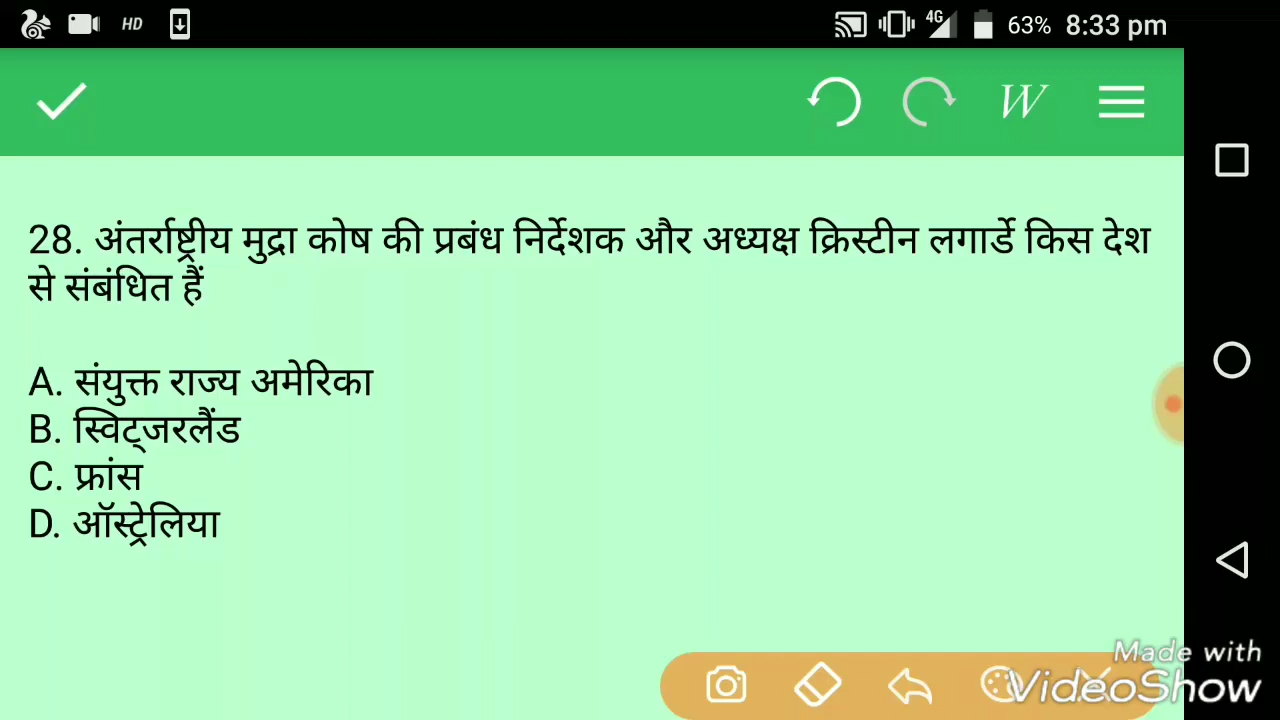 HD 4G 63% 8:33 pm
W
28. अंतर्राष्ट्रीय मुद्रा कोष की प्रबंध निर्देशक और अध्यक्ष क्रिस्टीन लगार्डे किस देश
से संबंधित हैं
A. संयुक्त राज्य अमेरिका
B. स्विट्जरलैंड
C. फ्रांस
D. ऑस्ट्रेलिया
Made with
VideoShow